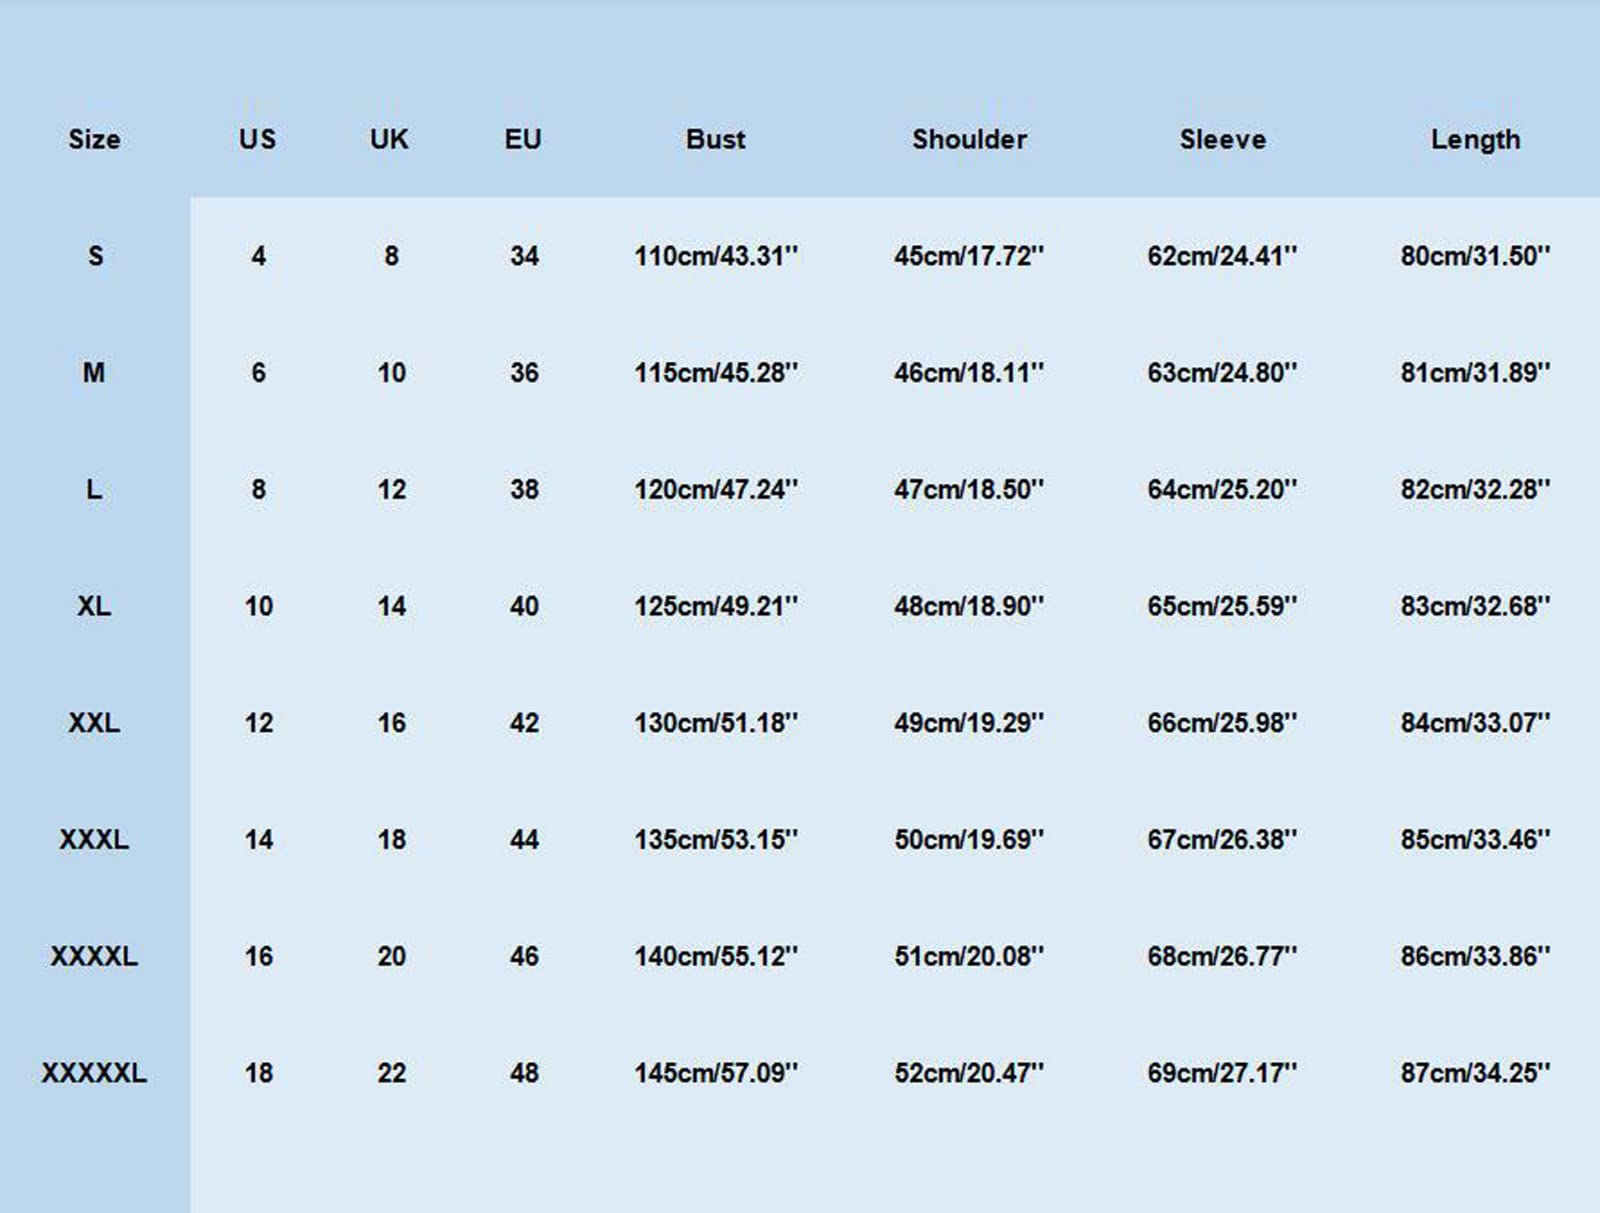 Size US UK EU Bust Shoulder Sleeve Length
S 4 8 34 110cm/43.31" 45cm/17.72" 62cm/24.41" 80cm/31.50"
M 6 10 36 115cm/45.28" 46cm/18.11" 63cm/24.80" 81cm/31.89"
L 8 12 38 120cm/47.24" 47cm/18.50" 64cm/25.20" 82cm/32.28"
XL 10 14 40 125cm/49.21" 48cm/18.90" 65cm/25.59" 83cm/32.68"
XXL 12 16 42 130cm/51.18" 49cm/19.29" 66cm/25.98" 84cm/33.07"
XXXL 14 18 44 135cm/53.15" 50cm/19.69" 67cm/26.38" 85cm/33.46"
XXXXL 16 20 46 140cm/55.12" 51cm/20.08" 68cm/26.77" 86cm/33.86"
XXXXXL 18 22 48 145cm/57.09" 52cm/20.47" 69cm/27.17" 87cm/34.25"